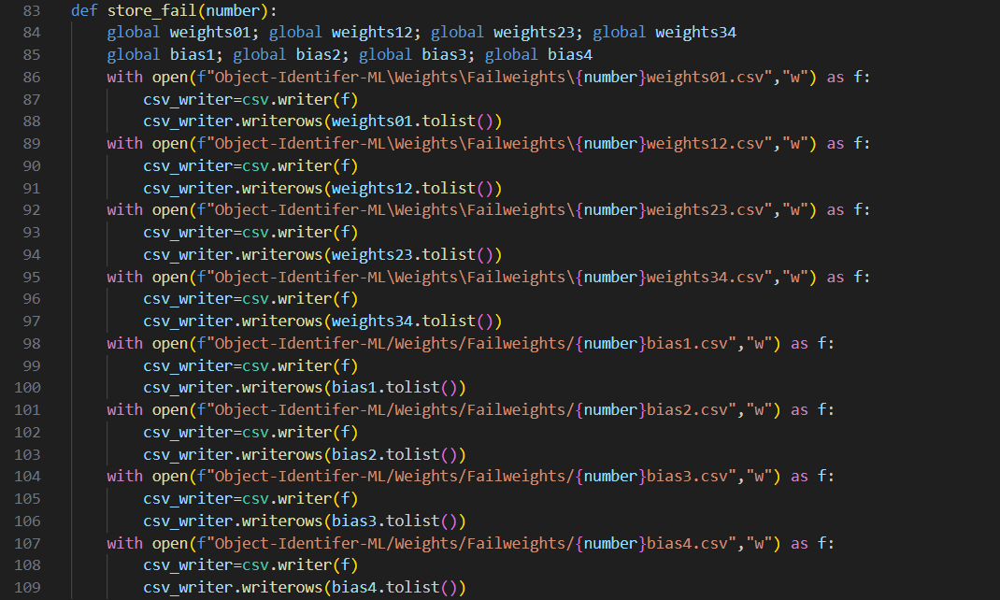 83 def store_fail(number):
84     global weights01; global weights12; global weights23; global weights34
85     global bias1; global bias2; global bias3; global bias4
86     with open(f"Object-Identifer-ML\Weights\Failweights\{number}weights01.csv","w") as f:
87         csv_writer=csv.writer(f)
88         csv_writer.writerows(weights01.tolist())
89     with open(f"Object-Identifer-ML\Weights\Failweights\{number}weights12.csv","w") as f:
90         csv_writer=csv.writer(f)
91         csv_writer.writerows(weights12.tolist())
92     with open(f"Object-Identifer-ML\Weights\Failweights\{number}weights23.csv","w") as f:
93         csv_writer=csv.writer(f)
94         csv_writer.writerows(weights23.tolist())
95     with open(f"Object-Identifer-ML\Weights\Failweights\{number}weights34.csv","w") as f:
96         csv_writer=csv.writer(f)
97         csv_writer.writerows(weights34.tolist())
98     with open(f"Object-Identifer-ML/Weights/Failweights/{number}bias1.csv","w") as f:
99         csv_writer=csv.writer(f)
100         csv_writer.writerows(bias1.tolist())
101     with open(f"Object-Identifer-ML/Weights/Failweights/{number}bias2.csv","w") as f:
102         csv_writer=csv.writer(f)
103         csv_writer.writerows(bias2.tolist())
104     with open(f"Object-Identifer-ML/Weights/Failweights/{number}bias3.csv","w") as f:
105         csv_writer=csv.writer(f)
106         csv_writer.writerows(bias3.tolist())
107     with open(f"Object-Identifer-ML/Weights/Failweights/{number}bias4.csv","w") as f:
108         csv_writer=csv.writer(f)
109         csv_writer.writerows(bias4.tolist())